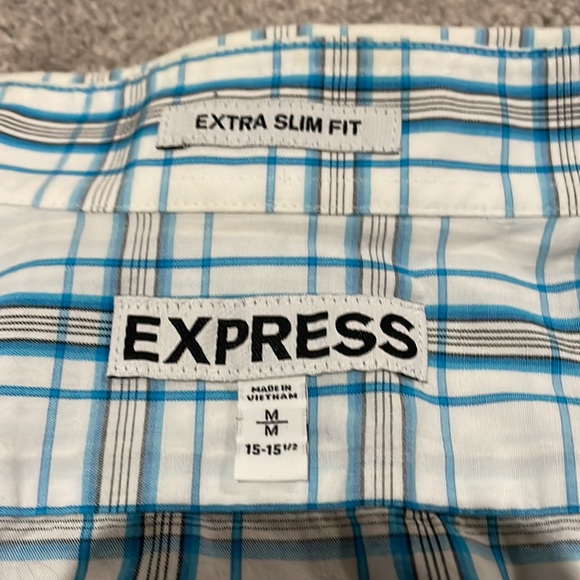 EXTRA SLIM FIT
EXPRESS
MADE IN
VIETNAM
M
M
15-15 1/2